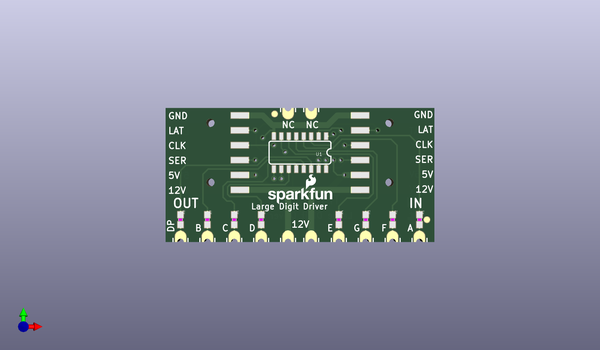 NC NC
GND GND
LAT LAT
CLK CLK
SER SER
5V 5V
12V 12V
U1
sparkfun
OUT IN
Large Digit Driver
12V
DP B C D E G F A